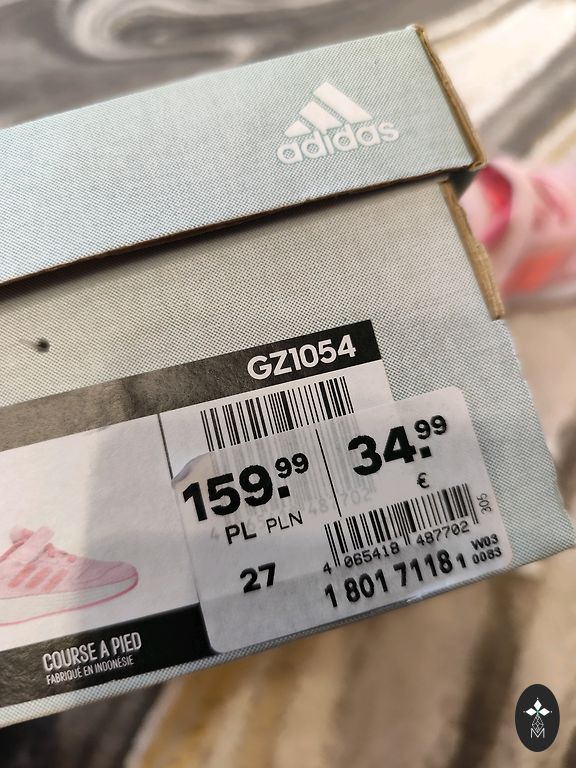 adidas
GZ1054
159.99
PL PLN
34.99
€
27
4 065418 487702
305
1 801 7118 1
W03
0083
COURSE A PIED
FABRIQUÉ EN INDONÉSIE
M